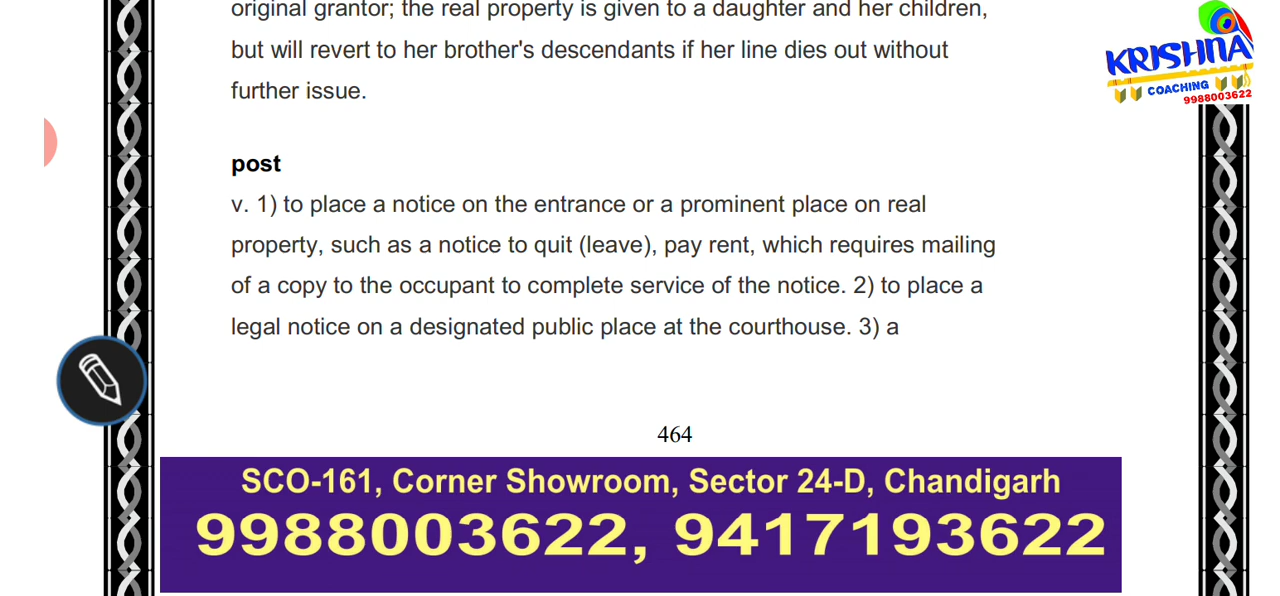 original grantor; the real property is given to a daughter and her children,
but will revert to her brother's descendants if her line dies out without
further issue.
KRISHNA
COACHING
9988003622
post
v. 1) to place a notice on the entrance or a prominent place on real
property, such as a notice to quit (leave), pay rent, which requires mailing
of a copy to the occupant to complete service of the notice. 2) to place a
legal notice on a designated public place at the courthouse. 3) a
464
SCO-161, Corner Showroom, Sector 24-D, Chandigarh
9988003622, 9417193622